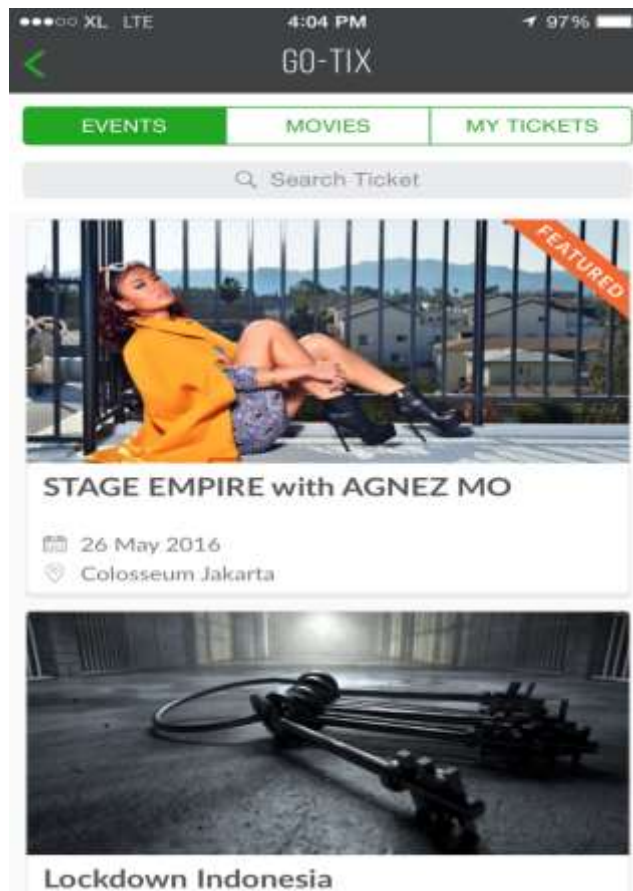 XL LTE 4:04 PM 97%
GO-TIX
EVENTS MOVIES MY TICKETS
Search Ticket
FEATURED
STAGE EMPIRE with AGNEZ MO
26 May 2016
Colosseum Jakarta
Lockdown Indonesia